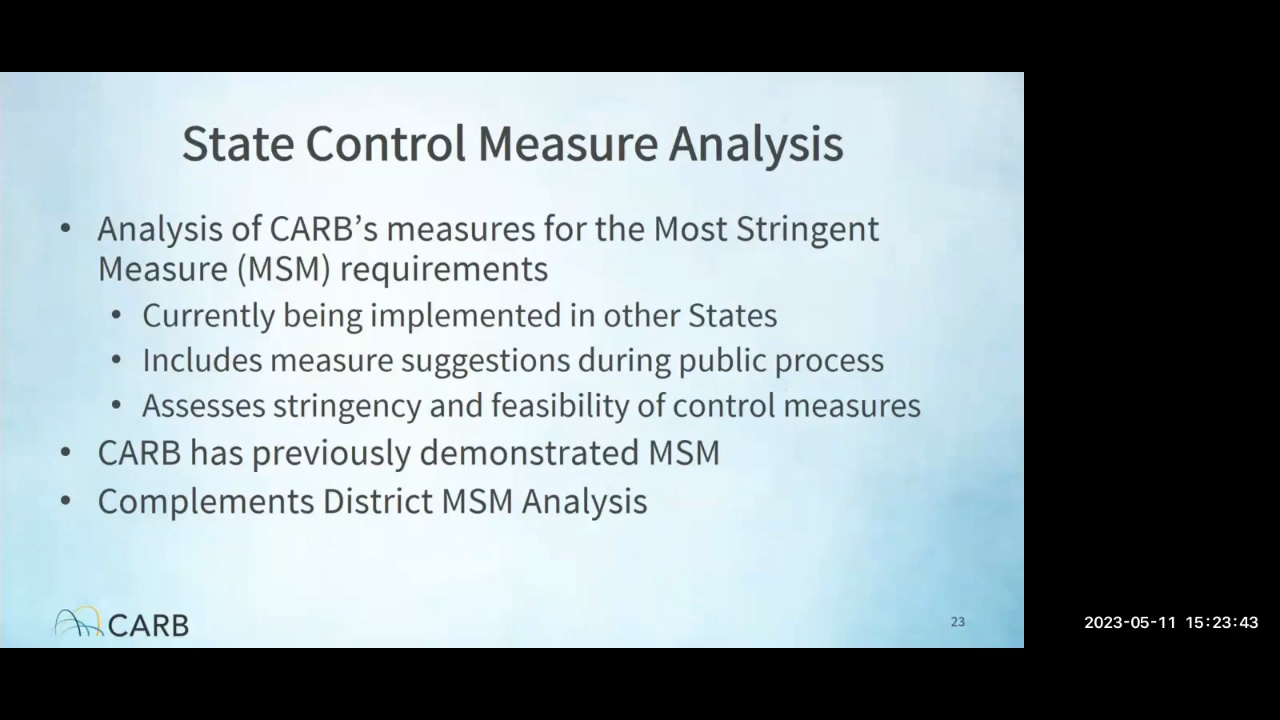 State Control Measure Analysis
• Analysis of CARB’s measures for the Most Stringent
Measure (MSM) requirements
• Currently being implemented in other States
• Includes measure suggestions during public process
• Assesses stringency and feasibility of control measures
• CARB has previously demonstrated MSM
• Complements District MSM Analysis
CARB
23
2023-05-11 15:23:43